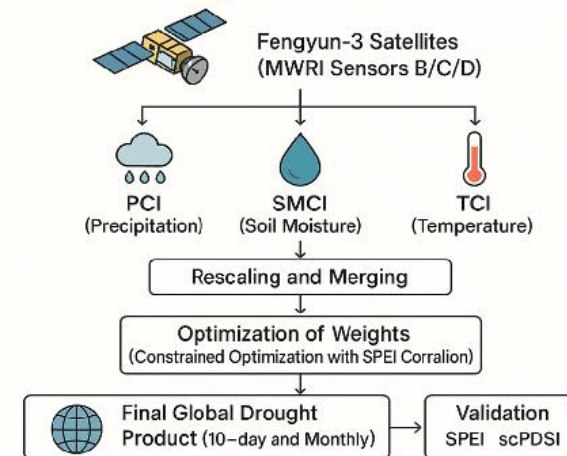 Fengyun-3 Satellites
(MWRI Sensors B/C/D)
PCI
(Precipitation)
SMCI
(Soil Moisture)
TCI
(Temperature)
Rescaling and Merging
Optimization of Weights
(Constrained Optimization with SPEI Corralion)
Final Global Drought
Product (10–day and Monthly)
Validation
SPEI scPDSI